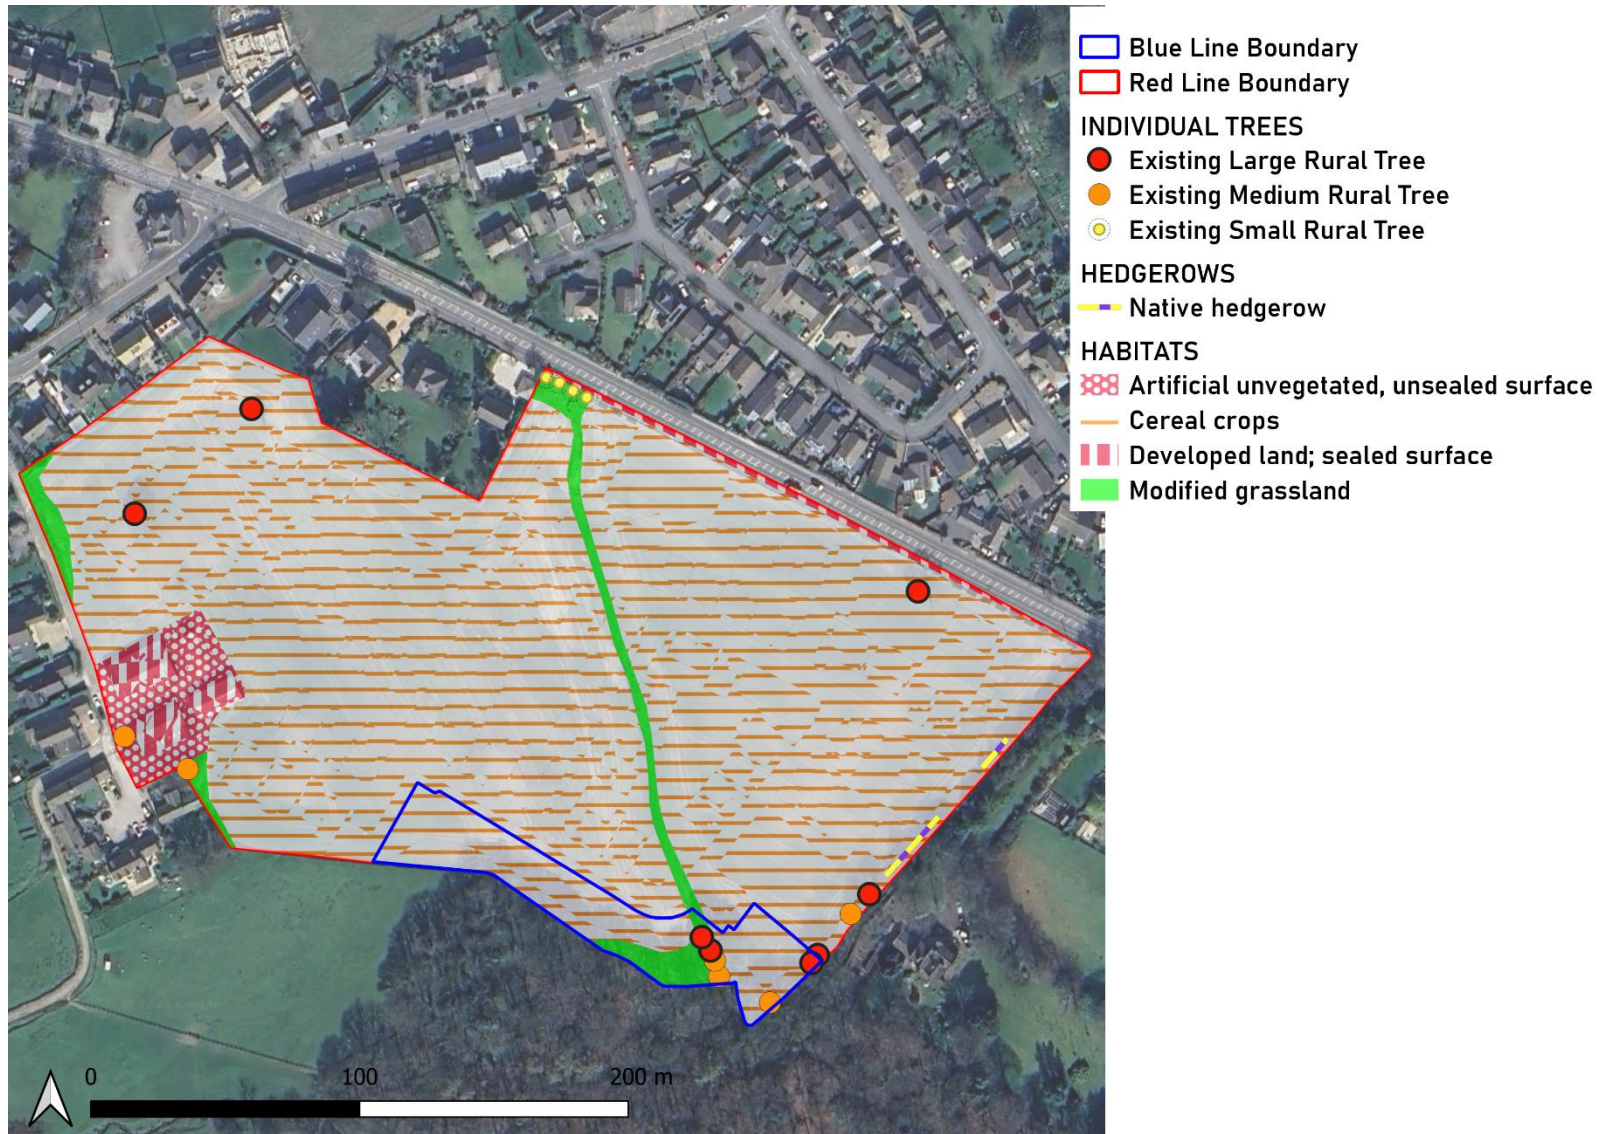 Blue Line Boundary
Red Line Boundary
INDIVIDUAL TREES
Existing Large Rural Tree
Existing Medium Rural Tree
Existing Small Rural Tree
HEDGEROWS
Native hedgerow
HABITATS
Artificial unvegetated, unsealed surface
Cereal crops
Developed land; sealed surface
Modified grassland
0 100 200 m